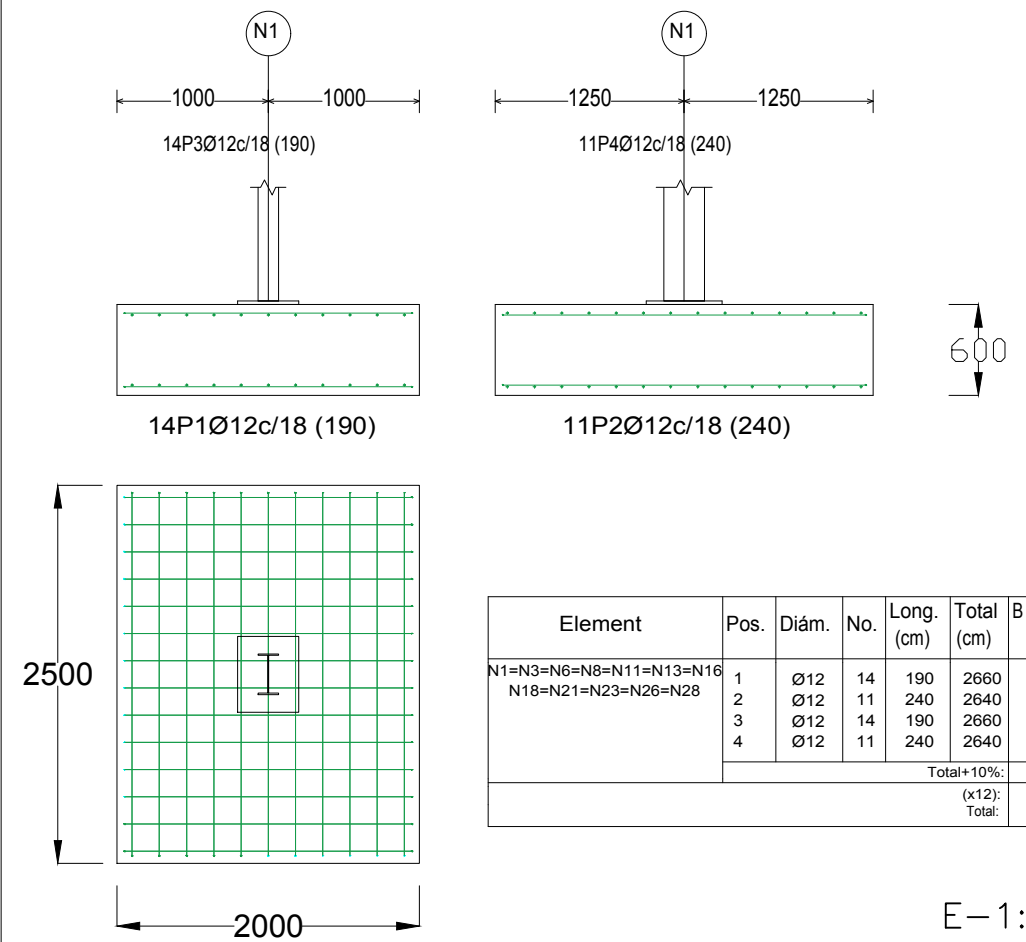 N1
N1
1000 1000
1250 1250
14P3Ø12c/18 (190)
11P4Ø12c/18 (240)
600
14P1Ø12c/18 (190)
11P2Ø12c/18 (240)
2500
2000
Element Pos. Diám. No. Long. (cm) Total (cm) B
N1=N3=N6=N8=N11=N13=N16
N18=N21=N23=N26=N28
1 Ø12 14 190 2660
2 Ø12 11 240 2640
3 Ø12 14 190 2660
4 Ø12 11 240 2640
Total+10%:
(x12):
Total:
E-1: